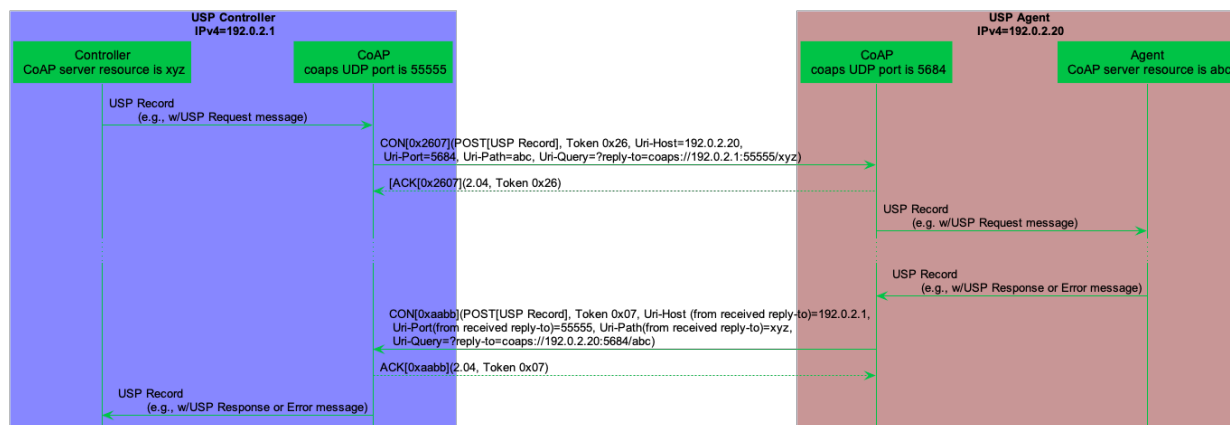 USP Controller
IPv4=192.0.2.1
USP Agent
IPv4=192.0.2.20
Controller
CoAP server resource is xyz
CoAP
coaps UDP port is 55555
CoAP
coaps UDP port is 5684
Agent
CoAP server resource is abc
USP Record
(e.g., w/USP Request message)
CON[0x2607](POST[USP Record], Token 0x26, Uri-Host=192.0.2.20,
Uri-Port=5684, Uri-Path=abc, Uri-Query=?reply-to=coaps://192.0.2.1:55555/xyz)
[ACK[0x2607](2.04, Token 0x26)
USP Record
(e.g. w/USP Request message)
USP Record
(e.g., w/USP Response or Error message)
CON[0xaabb](POST[USP Record], Token 0x07, Uri-Host (from received reply-to)=192.0.2.1,
Uri-Port(from received reply-to)=55555, Uri-Path(from received reply-to)=xyz,
Uri-Query=?reply-to=coaps://192.0.2.20:5684/abc)
ACK[0xaabb](2.04, Token 0x07)
USP Record
(e.g., w/USP Response or Error message)